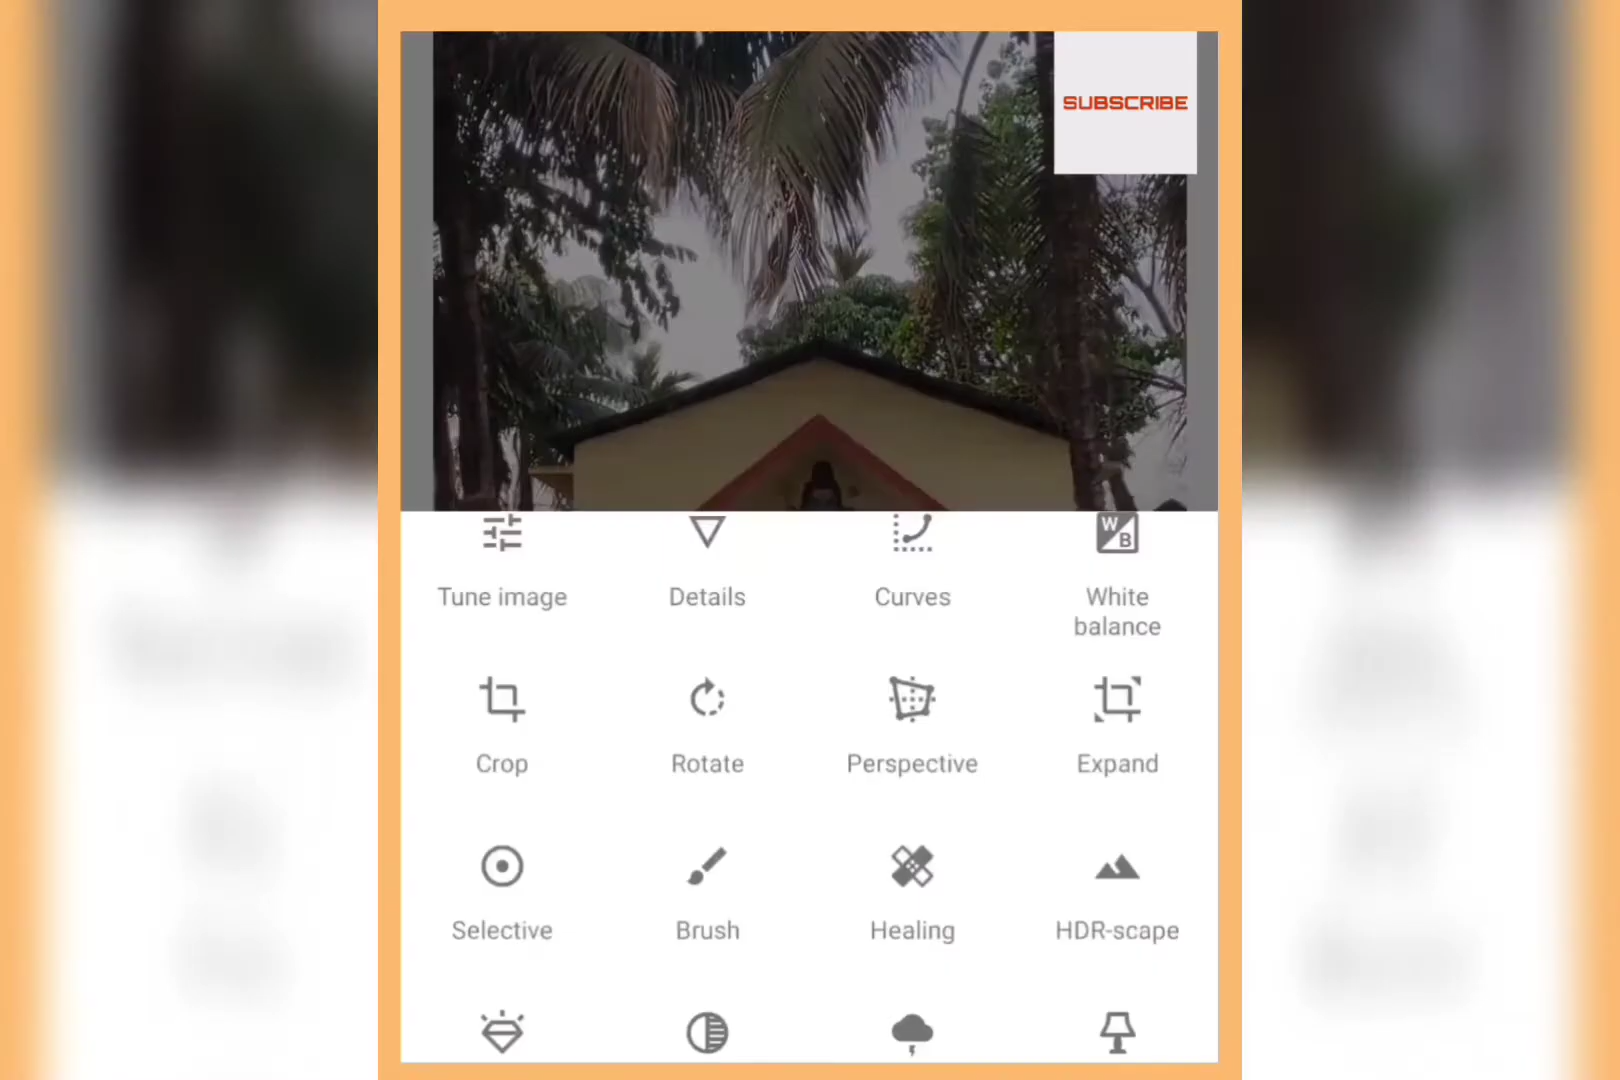 SUBSCRIBE
Tune image
Details
Curves
White
balance
Crop
Rotate
Perspective
Expand
Selective
Brush
Healing
HDR-scape
W
B